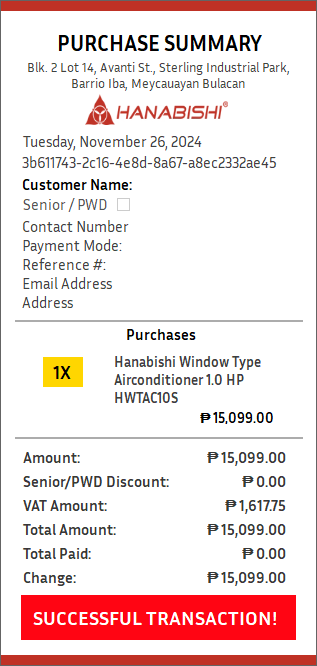 PURCHASE SUMMARY
Blk. 2 Lot 14, Avanti St., Sterling Industrial Park,
Barrio Iba, Meycauayan Bulacan
HANABISHI®
Tuesday, November 26, 2024
3b611743-2c16-4e8d-8a67-a8ec2332ae45
Customer Name:
Senior / PWD
Contact Number
Payment Mode:
Reference #:
Email Address
Address
Purchases
1X
Hanabishi Window Type
Airconditioner 1.0 HP
HWTAC10S
₱15,099.00
Amount: ₱15,099.00
Senior/PWD Discount: ₱0.00
VAT Amount: ₱1,617.75
Total Amount: ₱15,099.00
Total Paid: ₱0.00
Change: ₱15,099.00
SUCCESSFUL TRANSACTION!